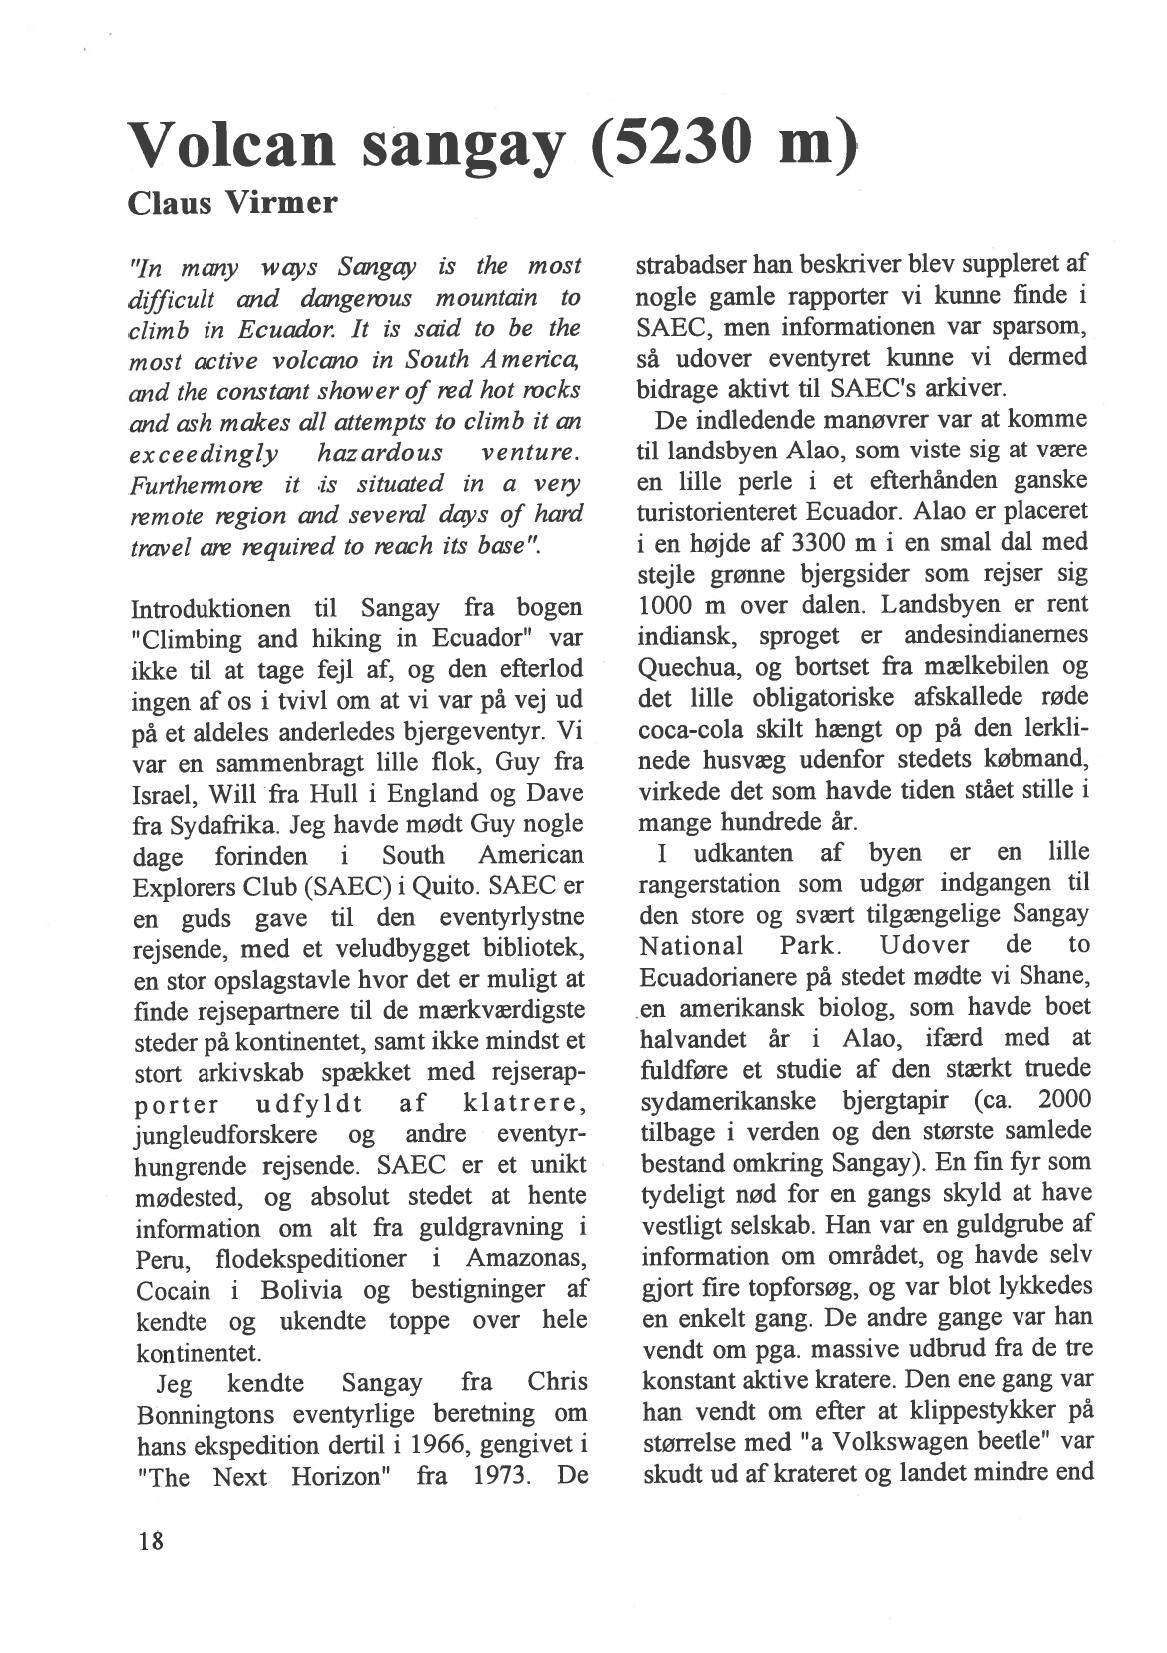 Volcan sangay (5230 m)
Claus Virmer
"In many ways Sangay is the most
difficult and dangerous mountain to
climb in Ecuador. It is said to be the
most active volcano in South America,
and the constant shower of red hot rocks
and ash makes all attempts to climb it an
exceedingly hazardous venture.
Furthermore it is situated in a very
remote region and several days of hard
travel are required to reach its base".
Introduktionen til Sangay fra bogen
"Climbing and hiking in Ecuador" var
ikke til at tage fejl af, og den efterlod
ingen af os i tvivl om at vi var på vej ud
på et aldeles anderledes bjergeventyr. Vi
var en sammenbragt lille flok, Guy fra
Israel, Will fra Hull i England og Dave
fra Sydafrika. Jeg havde mødt Guy nogle
dage forinden i South American
Explorers Club (SAEC) i Quito. SAEC er
en guds gave til den eventyrlystne
rejsende, med et veludbygget bibliotek,
en stor opslagstavle hvor det er muligt at
finde rejsepartnere til de mærkværdigste
steder på kontinentet, samt ikke mindst et
stort arkivskab spækket med rejserap-
porter udfyldt af klatrere,
jungleudforskere og andre eventyr-
hungrende rejsende. SAEC er et unikt
mødested, og absolut stedet at hente
information om alt fra guldgravning i
Peru, flodekspeditioner i Amazonas,
Cocain i Bolivia og bestigninger af
kendte og ukendte toppe over hele
kontinentet.
Jeg kendte Sangay fra Chris
Bonningtons eventyrlige beretning om
hans ekspedition dertil i 1966, gengivet i
"The Next Horizon" fra 1973. De
strabadser han beskriver blev suppleret af
nogle gamle rapporter vi kunne finde i
SAEC, men informationen var sparsom,
så udover eventyret kunne vi dermed
bidrage aktivt til SAEC's arkiver.
De indledende manøvrer var at komme
til landsbyen Alao, som viste sig at være
en lille perle i et efterhånden ganske
turistorienteret Ecuador. Alao er placeret
i en højde af 3300 m i en smal dal med
stejle grønne bjergsider som rejser sig
1000 m over dalen. Landsbyen er rent
indiansk, sproget er andesindianernes
Quechua, og bortset fra mælkebilen og
det lille obligatoriske afskallede røde
coca-cola skilt hængt op på den lerkli-
nede husvæg udenfor stedets købmand,
virkede det som havde tiden stået stille i
mange hundrede år.
I udkanten af byen er en lille
rangerstation som udgør indgangen til
den store og svært tilgængelige Sangay
National Park. Udover de to
Ecuadorianere på stedet mødte vi Shane,
en amerikansk biolog, som havde boet
halvandet år i Alao, ifærd med at
fuldføre et studie af den stærkt truede
sydamerikanske bjergtapir (ca. 2000
tilbage i verden og den største samlede
bestand omkring Sangay). En fin fyr som
tydeligt nød for en gangs skyld at have
vestligt selskab. Han var en guldgrube af
information om området, og havde selv
gjort fire topforsøg, og var blot lykkedes
en enkelt gang. De andre gange var han
vendt om pga. massive udbrud fra de tre
konstant aktive kratere. Den ene gang var
han vendt om efter at klippestykker på
størrelse med "a Volkswagen beetle" var
skudt ud af krateret og landet mindre end
18